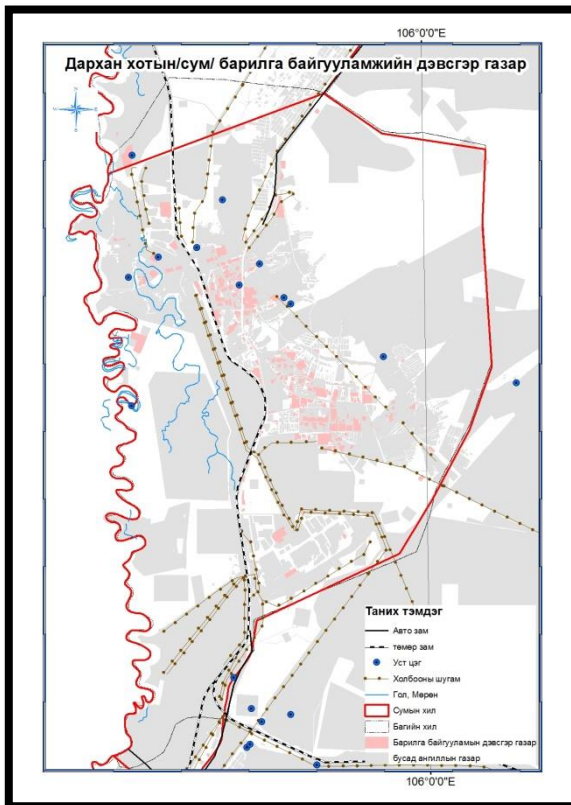 106°0'0"E
Дархан хотын/сум/ барилга байгууламжийн дэвсгэр газар
Таних тэмдэг
Авто зам
төмөр зам
Уст цэг
Холбооны шугам
Гол, Мөрөн
Сумын хил
Багийн хил
Барилга байгууламын дэвсгэр газар
бусад ангиллын газар
106°0'0"E